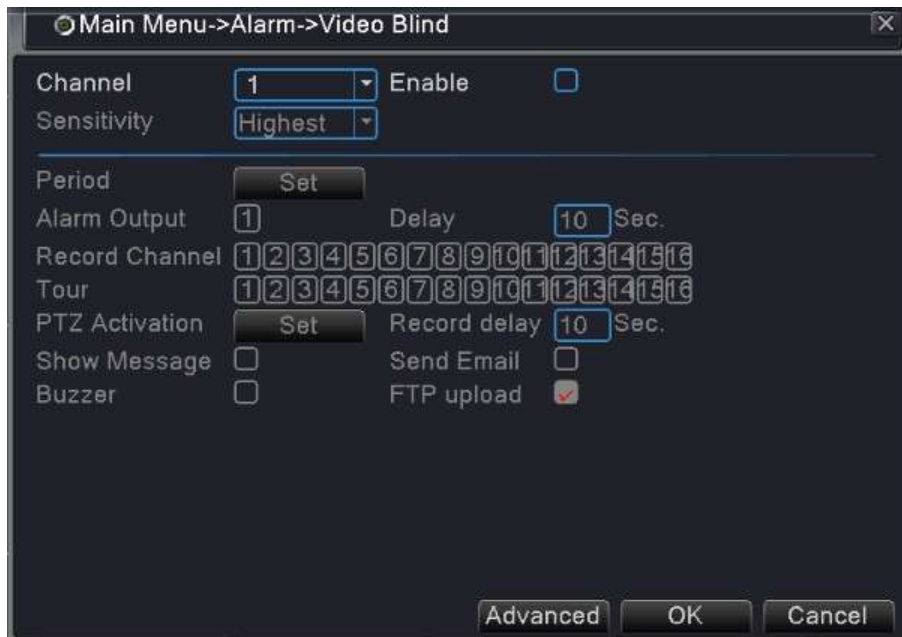 Main Menu->Alarm->Video Blind
Channel 1 Enable
Sensitivity Highest
Period Set
Alarm Output 1 Delay 10 Sec.
Record Channel 1 2 3 4 5 6 7 8 9 10 11 12 13 14 15 16
Tour 1 2 3 4 5 6 7 8 9 10 11 12 13 14 15 16
PTZ Activation Set Record delay 10 Sec.
Show Message Send Email
Buzzer FTP upload
Advanced OK Cancel